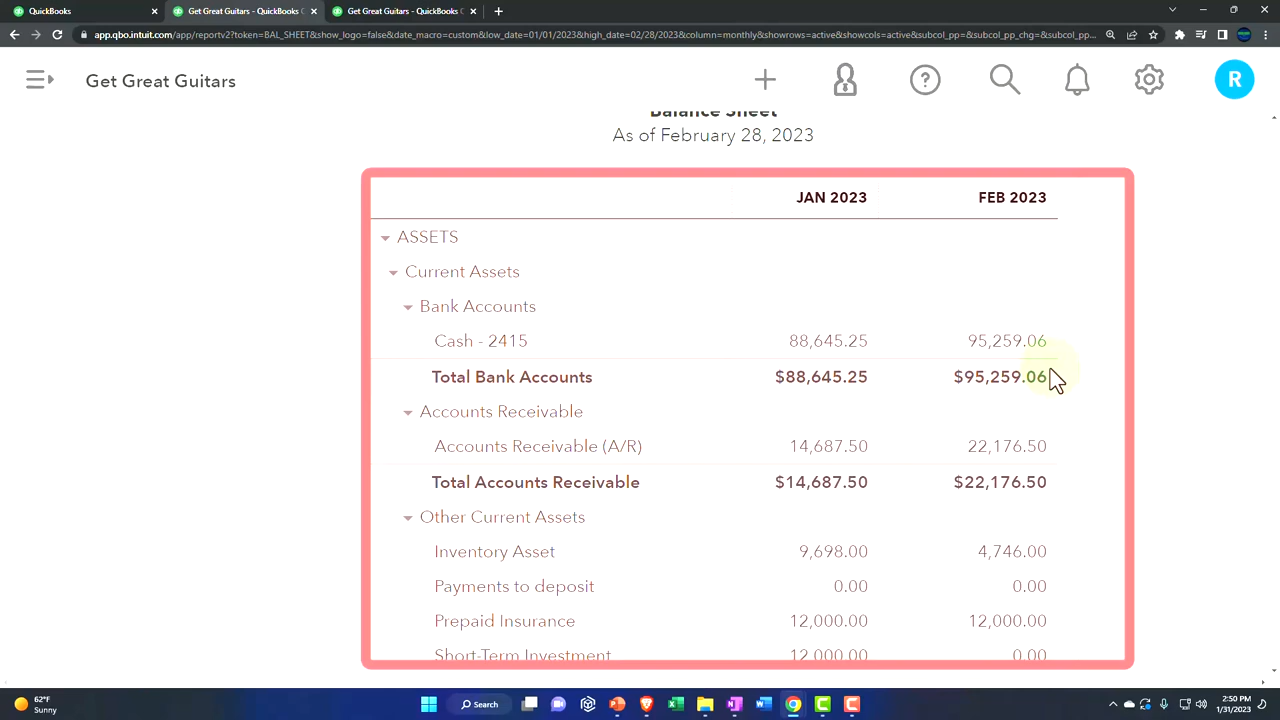 QuickBooks
Get Great Guitars - QuickBooks C
Get Great Guitars - QuickBooks C
app.qbo.intuit.com/app/reportv2?token=BAL_SHEET&show_logo=false&date_macro=custom&low_date=01/01/2023&high_date=02/28/2023&column=monthly&showrows=active&showcols=active&subcol_pp=&subcol_pp_chg=&subcol_pp...
Get Great Guitars
R
Balance Sheet
As of February 28, 2023
JAN 2023 FEB 2023
ASSETS
Current Assets
Bank Accounts
Cash - 2415 88,645.25 95,259.06
Total Bank Accounts $88,645.25 $95,259.06
Accounts Receivable
Accounts Receivable (A/R) 14,687.50 22,176.50
Total Accounts Receivable $14,687.50 $22,176.50
Other Current Assets
Inventory Asset 9,698.00 4,746.00
Payments to deposit 0.00 0.00
Prepaid Insurance 12,000.00 12,000.00
Short-Term Investment 12,000.00 0.00
62°F
Sunny
Search
2:50 PM
1/31/2023